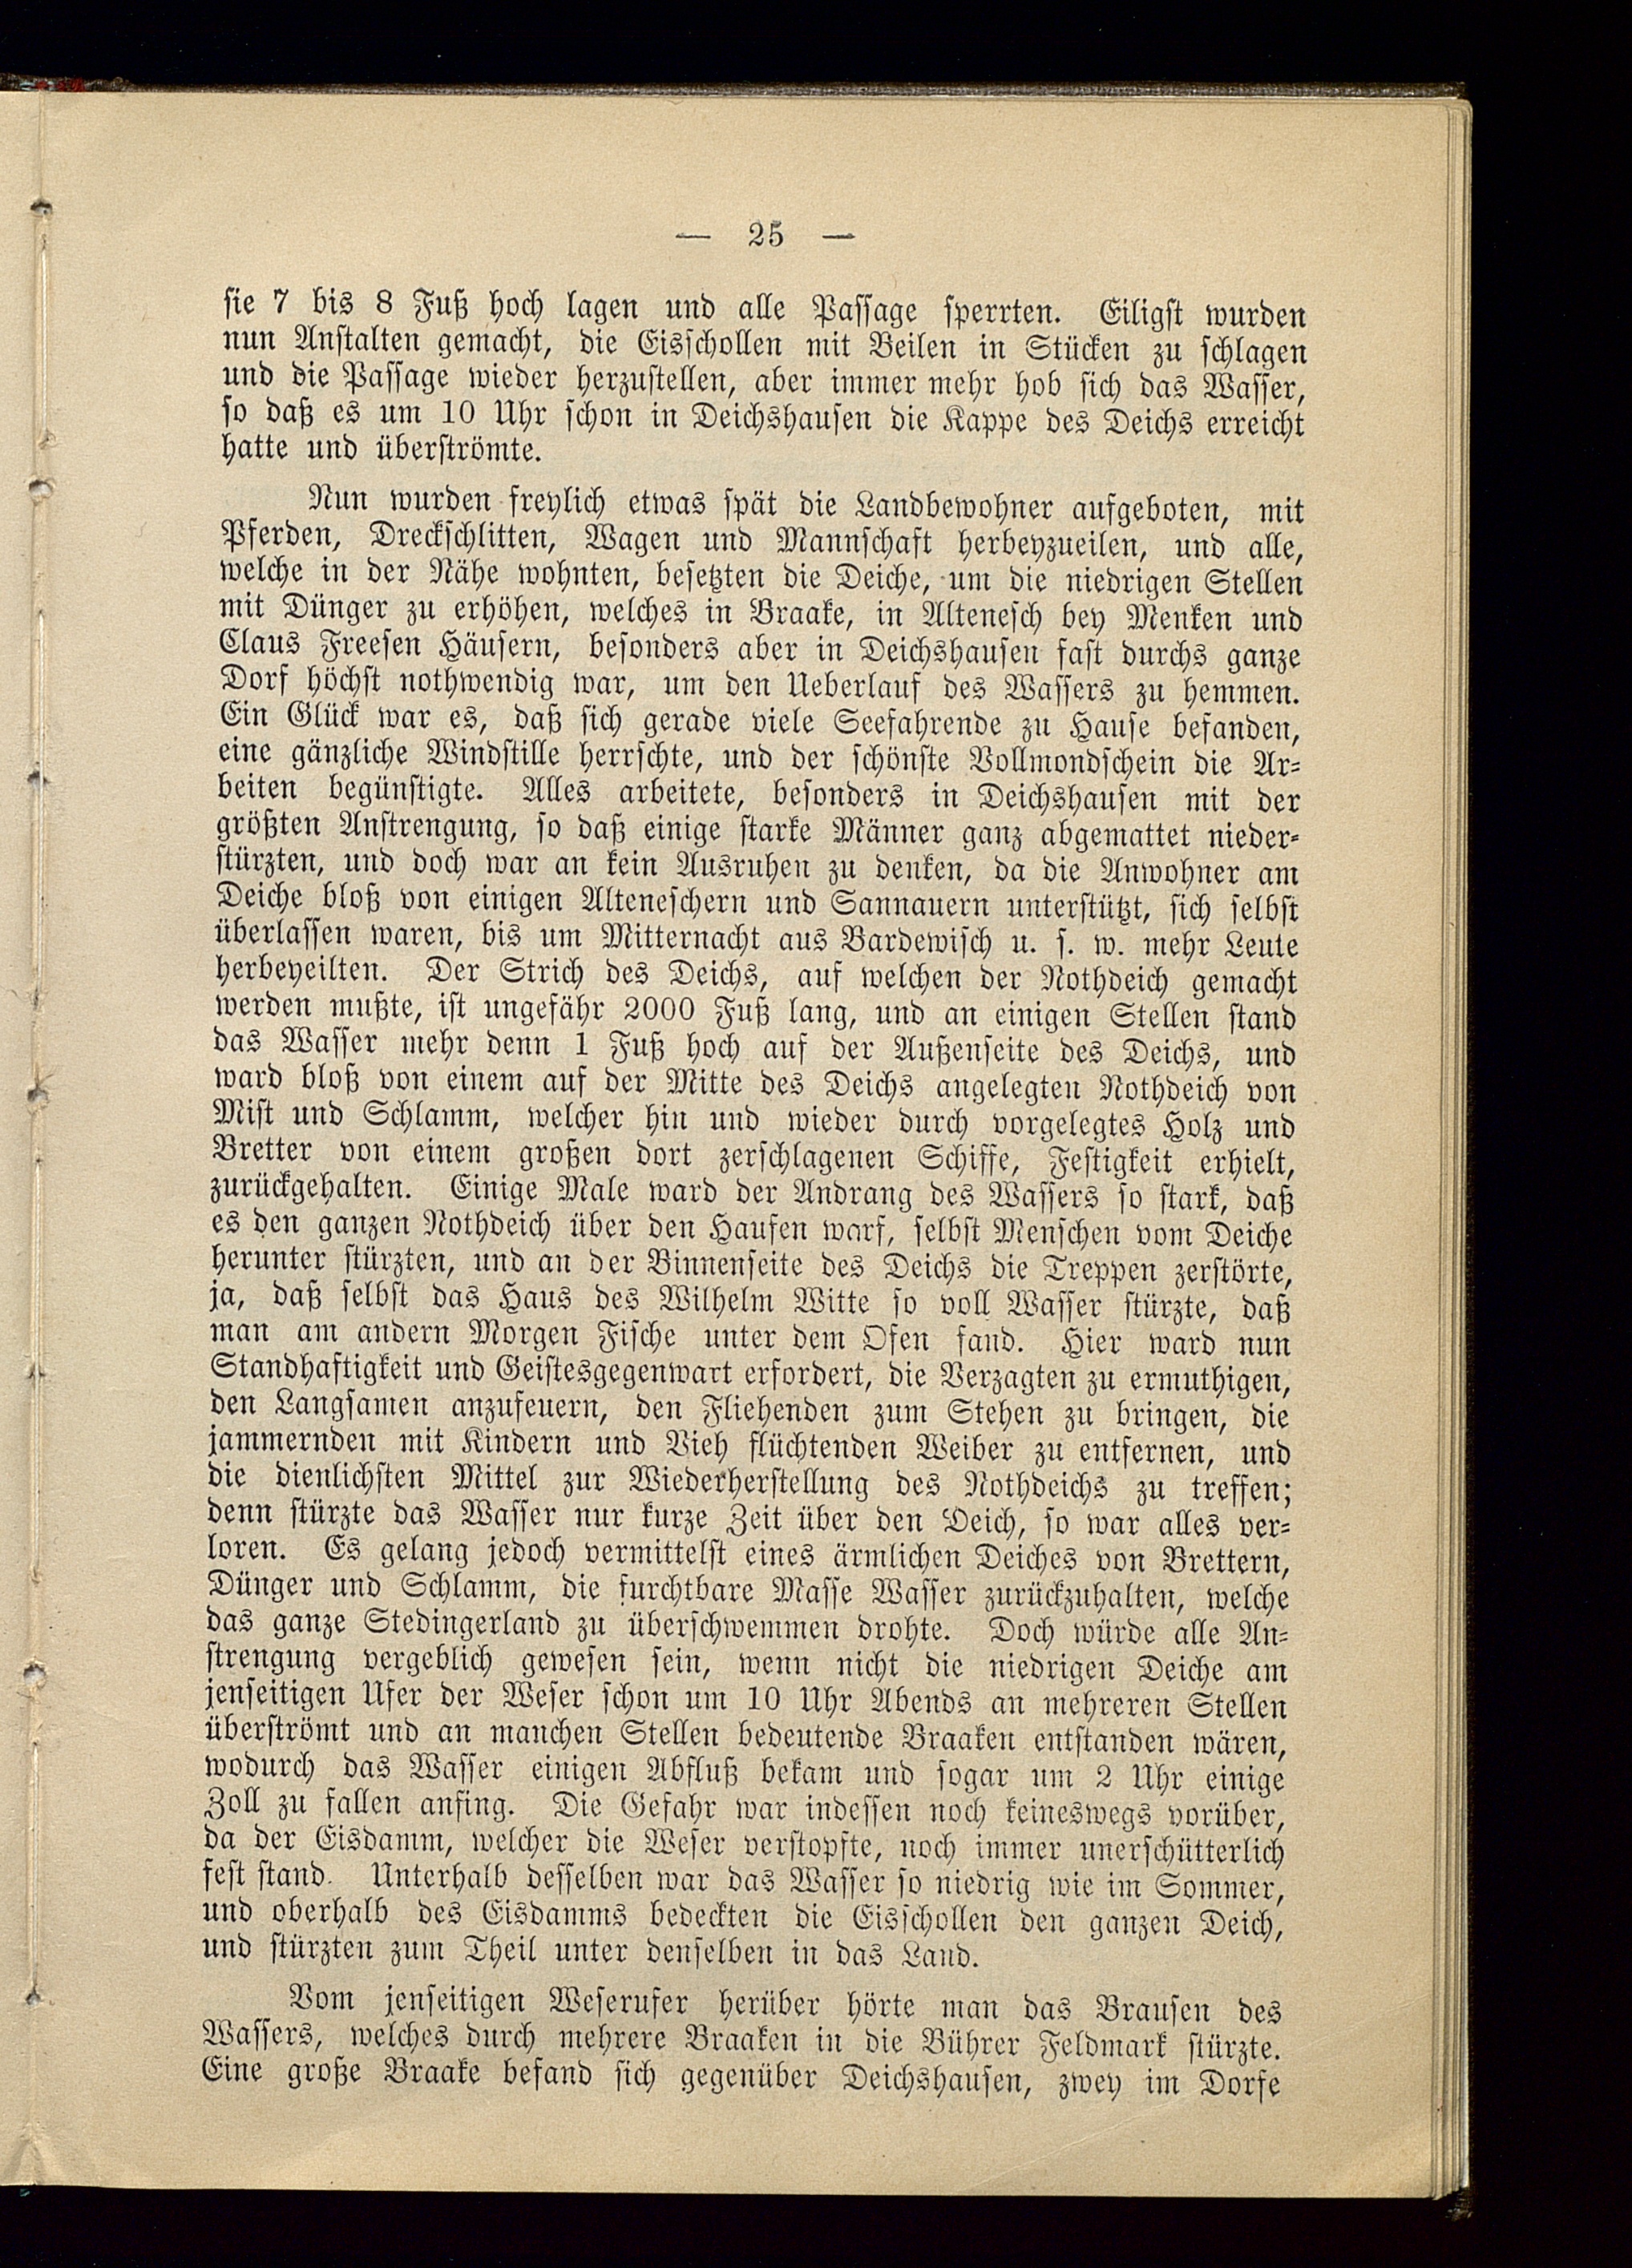 — 25 —
sie 7 bis 8 Fuß hoch lagen und alle Passage sperrten. Eiligst wurden
nun Anstalten gemacht, die Eisschollen mit Beilen in Stücken zu schlagen
und die Passage wieder herzustellen, aber immer mehr hob sich das Wasser,
so daß es um 10 Uhr schon in Deichshausen die Kappe des Deichs erreicht
hatte und überströmte.
Nun wurden freylich etwas spät die Landbewohner aufgeboten, mit
Pferden, Dreckschlitten, Wagen und Mannschaft herbeyzueilen, und alle,
welche in der Nähe wohnten, besetzten die Deiche, um die niedrigen Stellen
mit Dünger zu erhöhen, welches in Braake, in Altenesch bey Menken und
Claus Freesen Häusern, besonders aber in Deichshausen fast durchs ganze
Dorf höchst nothwendig war, um den Ueberlauf des Wassers zu hemmen.
Ein Glück war es, daß sich gerade viele Seefahrende zu Hause befanden,
eine gänzliche Windstille herrschte, und der schönste Vollmondschein die Ar-
beiten begünstigte. Alles arbeitete, besonders in Deichshausen mit der
größten Anstrengung, so daß einige starke Männer ganz abgemattet nieder-
stürzten, und doch war an kein Ausruhen zu denken, da die Anwohner am
Deiche bloß von einigen Alteneschern und Sannauern unterstützt, sich selbst
überlassen waren, bis um Mitternacht aus Bardewisch u. s. w. mehr Leute
herbeyeilten. Der Strich des Deichs, auf welchen der Nothdeich gemacht
werden mußte, ist ungefähr 2000 Fuß lang, und an einigen Stellen stand
das Wasser mehr denn 1 Fuß hoch auf der Außenseite des Deichs, und
ward bloß von einem auf der Mitte des Deichs angelegten Nothdeich von
Mist und Schlamm, welcher hin und wieder durch vorgelegtes Holz und
Bretter von einem großen dort zerschlagenen Schiffe, Festigkeit erhielt,
zurückgehalten. Einige Male ward der Andrang des Wassers so stark, daß
es den ganzen Nothdeich über den Haufen warf, selbst Menschen vom Deiche
herunter stürzten, und an der Binnenseite des Deichs die Treppen zerstörte,
ja, daß selbst das Haus des Wilhelm Witte so voll Wasser stürzte, daß
man am andern Morgen Fische unter dem Ofen fand. Hier ward nun
Standhaftigkeit und Geistesgegenwart erfordert, die Verzagten zu ermuthigen,
den Langsamen anzufeuern, den Fliehenden zum Stehen zu bringen, die
jammernden mit Kindern und Vieh flüchtenden Weiber zu entfernen, und
die dienlichsten Mittel zur Wiederherstellung des Nothdeichs zu treffen;
denn stürzte das Wasser nur kurze Zeit über den Deich, so war alles ver-
loren. Es gelang jedoch vermittelst eines ärmlichen Deiches von Brettern,
Dünger und Schlamm, die furchtbare Masse Wasser zurückzuhalten, welche
das ganze Stedingerland zu überschwemmen drohte. Doch würde alle An-
strengung vergeblich gewesen sein, wenn nicht die niedrigen Deiche am
jenseitigen Ufer der Weser schon um 10 Uhr Abends an mehreren Stellen
überströmt und an manchen Stellen bedeutende Braaken entstanden wären,
wodurch das Wasser einigen Abfluß bekam und sogar um 2 Uhr einige
Zoll zu fallen anfing. Die Gefahr war indessen noch keineswegs vorüber,
da der Eisdamm, welcher die Weser verstopfte, noch immer unerschütterlich
fest stand. Unterhalb desselben war das Wasser so niedrig wie im Sommer,
und oberhalb des Eisdamms bedeckten die Eisschollen den ganzen Deich,
und stürzten zum Theil unter denselben in das Land.
Vom jenseitigen Weserufer herüber hörte man das Brausen des
Wassers, welches durch mehrere Braaken in die Bührer Feldmark stürzte.
Eine große Braake befand sich gegenüber Deichshausen, zwey im Dorfe